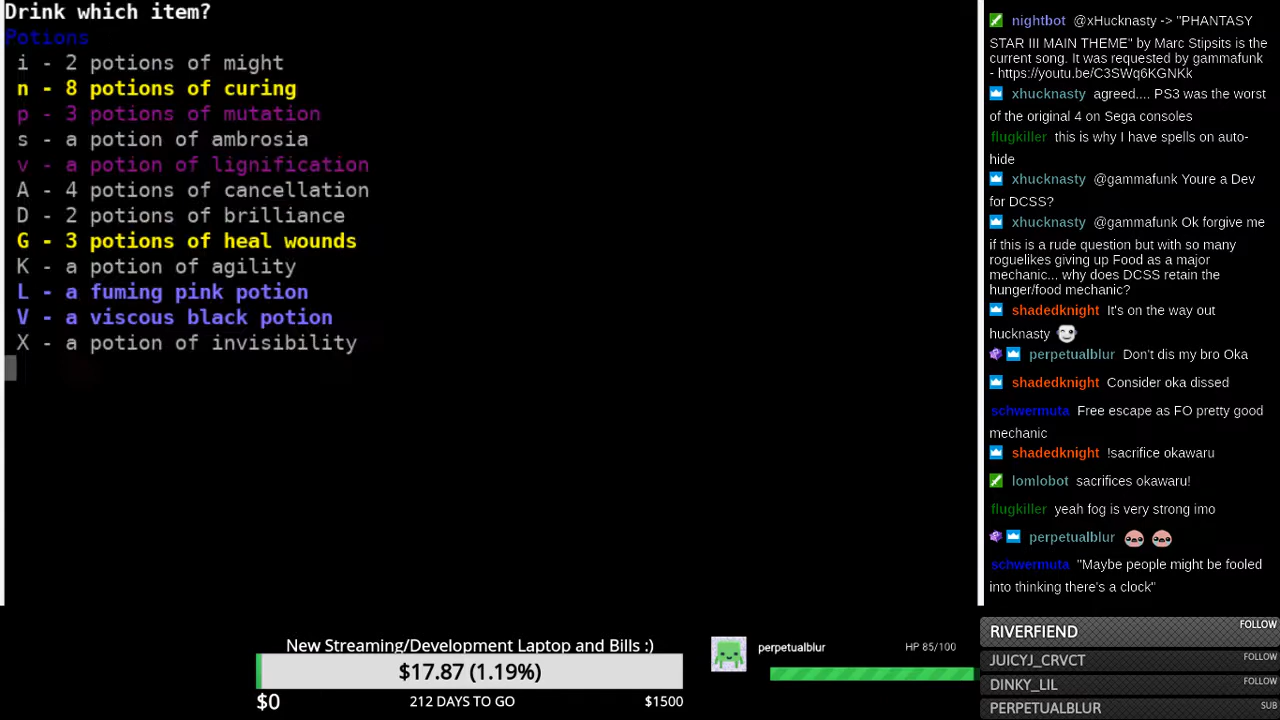 Drink which item?
Potions
i - 2 potions of might
n - 8 potions of curing
p - 3 potions of mutation
s - a potion of ambrosia
v - a potion of lignification
A - 4 potions of cancellation
D - 2 potions of brilliance
G - 3 potions of heal wounds
K - a potion of agility
L - a fuming pink potion
V - a viscous black potion
X - a potion of invisibility
nightbot @xHucknasty -> "PHANTASY
STAR III MAIN THEME" by Marc Stipsits is the
current song. It was requested by gammafunk
- https://youtu.be/C3SWq6KGNKk
xhucknasty agreed.... PS3 was the worst
of the original 4 on Sega consoles
flugkiller this is why I have spells on auto-
hide
xhucknasty @gammafunk Youre a Dev
for DCSS?
xhucknasty @gammafunk Ok forgive me
if this is a rude question but with so many
roguelikes giving up Food as a major
mechanic... why does DCSS retain the
hunger/food mechanic?
shadedknight It's on the way out
hucknasty
perpetualblur Don't dis my bro Oka
shadedknight Consider oka dissed
schwermuta Free escape as FO pretty good
mechanic
shadedknight !sacrifice okawaru
lomlobot sacrifices okawaru!
flugkiller yeah fog is very strong imo
perpetualblur
schwermuta "Maybe people might be fooled
into thinking there's a clock"
New Streaming/Development Laptop and Bills :)
$17.87 (1.19%)
$0 212 DAYS TO GO $1500
perpetualblur HP 85/100
RIVERFIEND FOLLOW
JUICYJ_CRVCT FOLLOW
DINKY_LIL FOLLOW
PERPETUALBLUR SUB